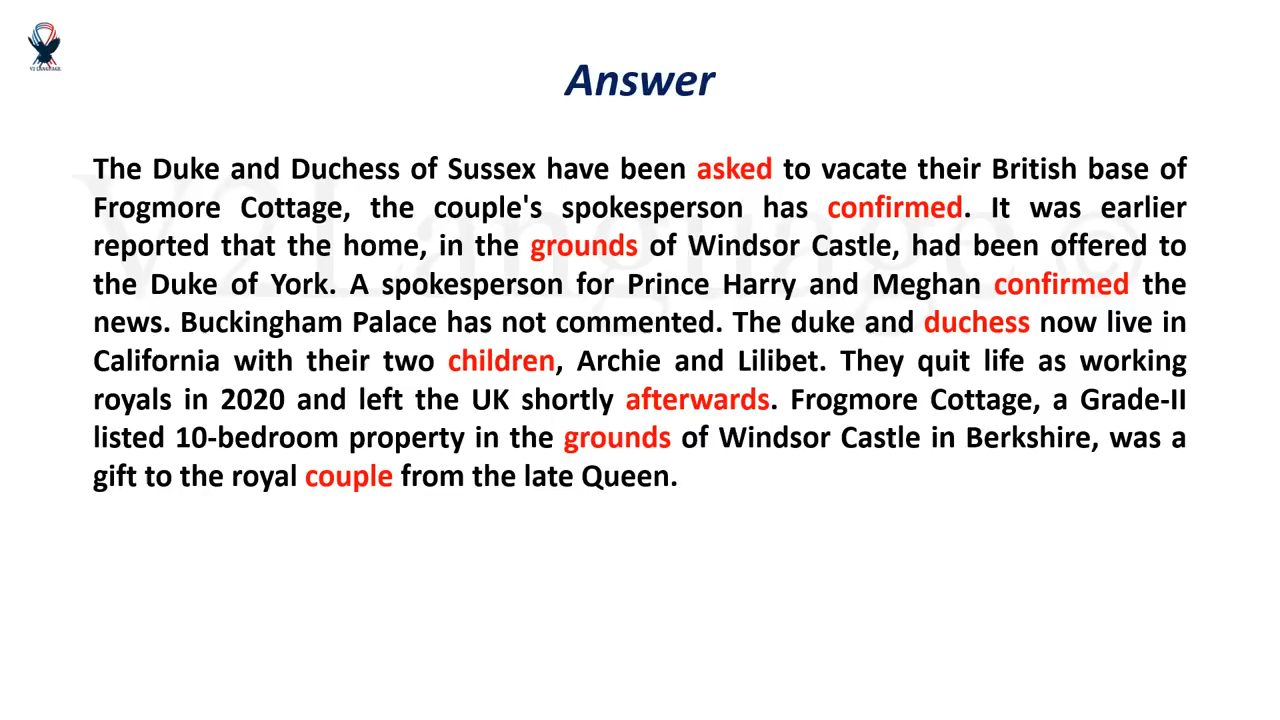 V2 LANGUAGE
Answer
The Duke and Duchess of Sussex have been asked to vacate their British base of
Frogmore Cottage, the couple's spokesperson has confirmed. It was earlier
reported that the home, in the grounds of Windsor Castle, had been offered to
the Duke of York. A spokesperson for Prince Harry and Meghan confirmed the
news. Buckingham Palace has not commented. The duke and duchess now live in
California with their two children, Archie and Lilibet. They quit life as working
royals in 2020 and left the UK shortly afterwards. Frogmore Cottage, a Grade-II
listed 10-bedroom property in the grounds of Windsor Castle in Berkshire, was a
gift to the royal couple from the late Queen.
V2Language ©